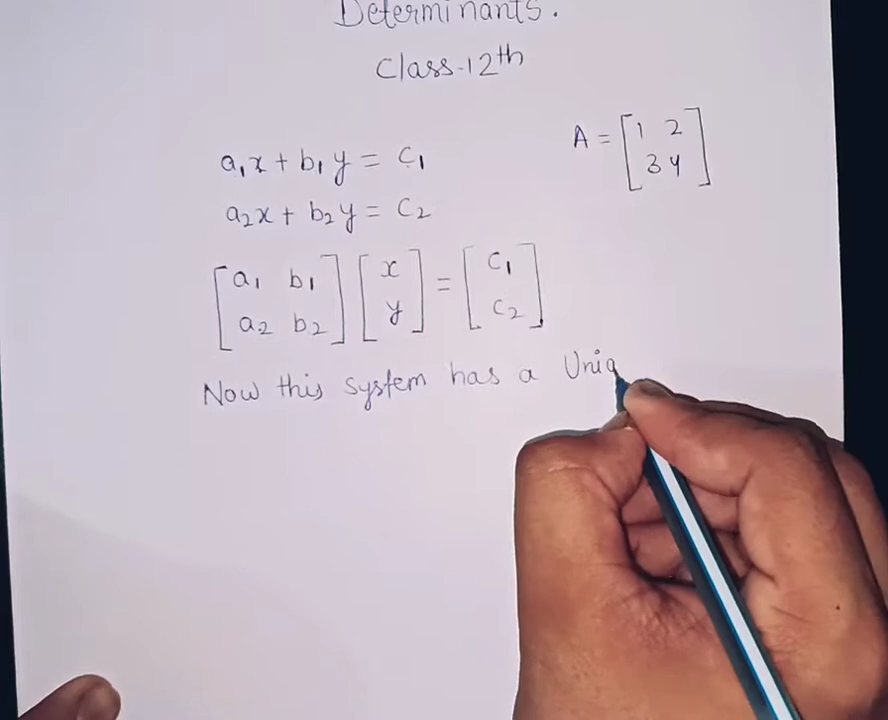 Determinants.
Class-12th
a₁x + b₁y = c₁
a₂x + b₂y = c₂
A = [1 2
3 4]
[a₁ b₁ ] [x ] = [c₁
a₂ b₂] [y] [c₂]
Now this system has a Uniq